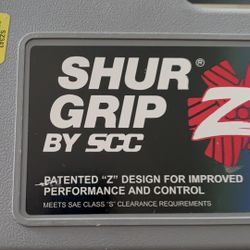 SHUR®
GRIP
BY SCC
Z
PATENTED "Z" DESIGN FOR IMPROVED
PERFORMANCE AND CONTROL
MEETS SAE CLASS "S" CLEARANCE REQUIREMENTS